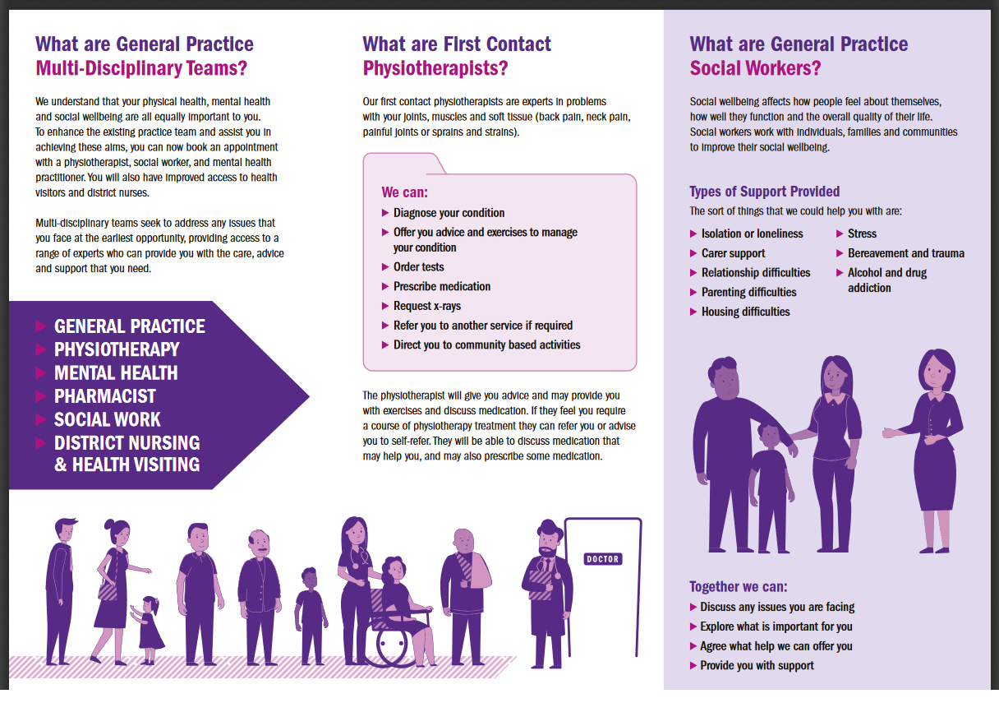 What are General Practice
Multi-Disciplinary Teams?
We understand that your physical health, mental health
and social wellbeing are all equally important to you.
To enhance the existing practice team and assist you in
achieving these aims, you can now book an appointment
with a physiotherapist, social worker, and mental health
practitioner. You will also have improved access to health
visitors and district nurses.
Multi-disciplinary teams seek to address any issues that
you face at the earliest opportunity, providing access to a
range of experts who can provide you with the care, advice
and support that you need.
GENERAL PRACTICE
PHYSIOTHERAPY
MENTAL HEALTH
PHARMACIST
SOCIAL WORK
DISTRICT NURSING
& HEALTH VISITING
What are First Contact
Physiotherapists?
Our first contact physiotherapists are experts in problems
with your joints, muscles and soft tissue (back pain, neck pain,
painful joints or sprains and strains).
We can:
Diagnose your condition
Offer you advice and exercises to manage
your condition
Order tests
Prescribe medication
Request x-rays
Refer you to another service if required
Direct you to community based activities
The physiotherapist will give you advice and may provide you
with exercises and discuss medication. If they feel you require
a course of physiotherapy treatment they can refer you or advise
you to self-refer. They will be able to discuss medication that
may help you, and may also prescribe some medication.
DOCTOR
What are General Practice
Social Workers?
Social wellbeing affects how people feel about themselves,
how well they function and the overall quality of their life.
Social workers work with individuals, families and communities
to improve their social wellbeing.
Types of Support Provided
The sort of things that we could help you with are:
Isolation or loneliness
Carer support
Relationship difficulties
Parenting difficulties
Housing difficulties
Stress
Bereavement and trauma
Alcohol and drug
addiction
Together we can:
Discuss any issues you are facing
Explore what is important for you
Agree what help we can offer you
Provide you with support